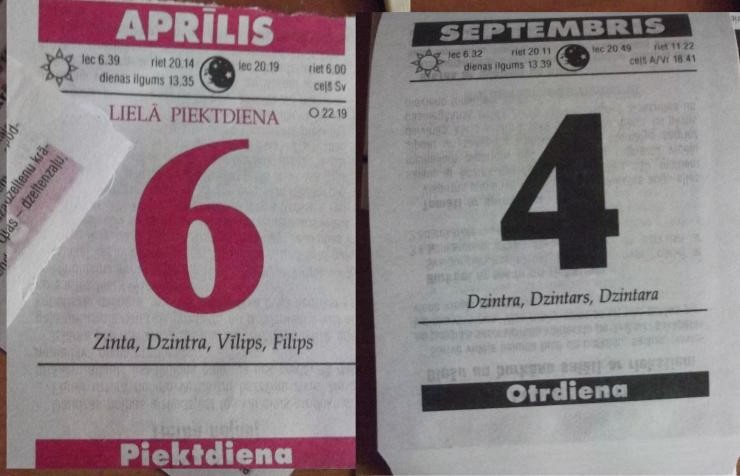 APRĪLIS
lec 6.39 riet 20.14 lec 20.19 riet 6.00
dienas ilgums 13.35 ceļš Sv
LIELĀ PIEKTDIENA O 22.19
6
Zinta, Dzintra, Vīlips, Filips
Piektdiena
dzeltenzaļu,
SEPTEMBRIS
lec 6.32 riet 20.11 lec 20.49 riet 11.22
dienas ilgums 13.39 ceļš A/Vr 18.41
4
Dzintra, Dzintars, Dzintara
Otrdiena